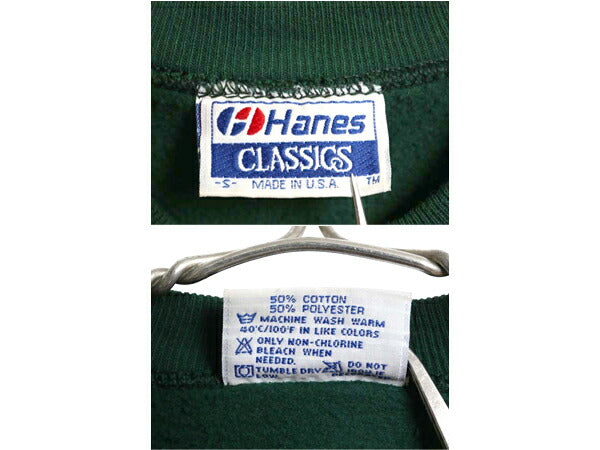 Hanes
CLASSICS
-S- MADE IN U.S.A. TM
50% COTTON
50% POLYESTER
MACHINE WASH WARM
40°C/100°F IN LIKE COLORS
ONLY NON-CHLORINE
BLEACH WHEN
NEEDED.
TUMBLE DRY DO NOT
LOW.